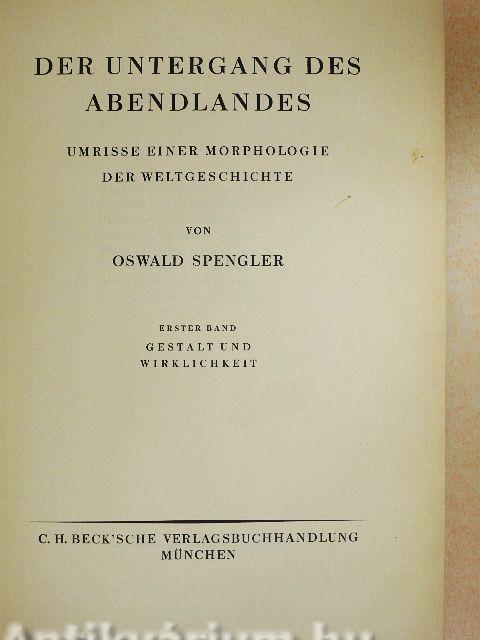 DER UNTERGANG DES
ABENDLANDES
UMRISSE EINER MORPHOLOGIE
DER WELTGESCHICHTE
VON
OSWALD SPENGLER
ERSTER BAND
GESTALT UND
WIRKLICHKEIT
C. H. BECK'SCHE VERLAGSBUCHHANDLUNG
MÜNCHEN
Antikvárium.hu